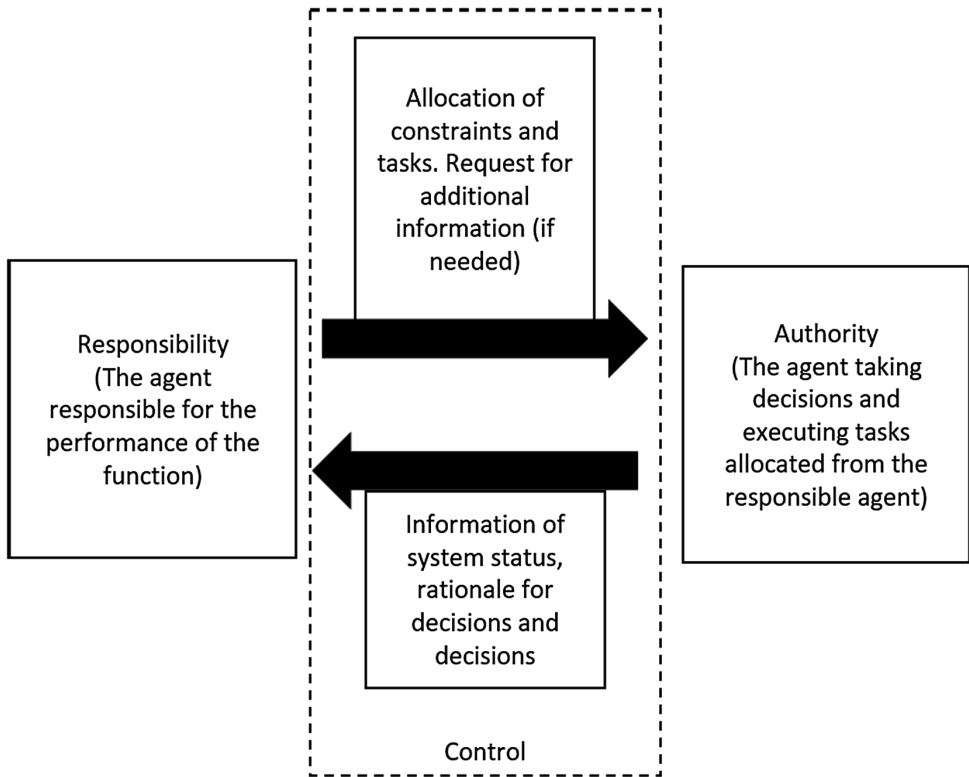 Allocation of
constraints and
tasks. Request for
additional
information (if
needed)
Responsibility
(The agent
responsible for the
performance of the
function)
Authority
(The agent taking
decisions and
executing tasks
allocated from the
responsible agent)
Information of
system status,
rationale for
decisions and
decisions
Control